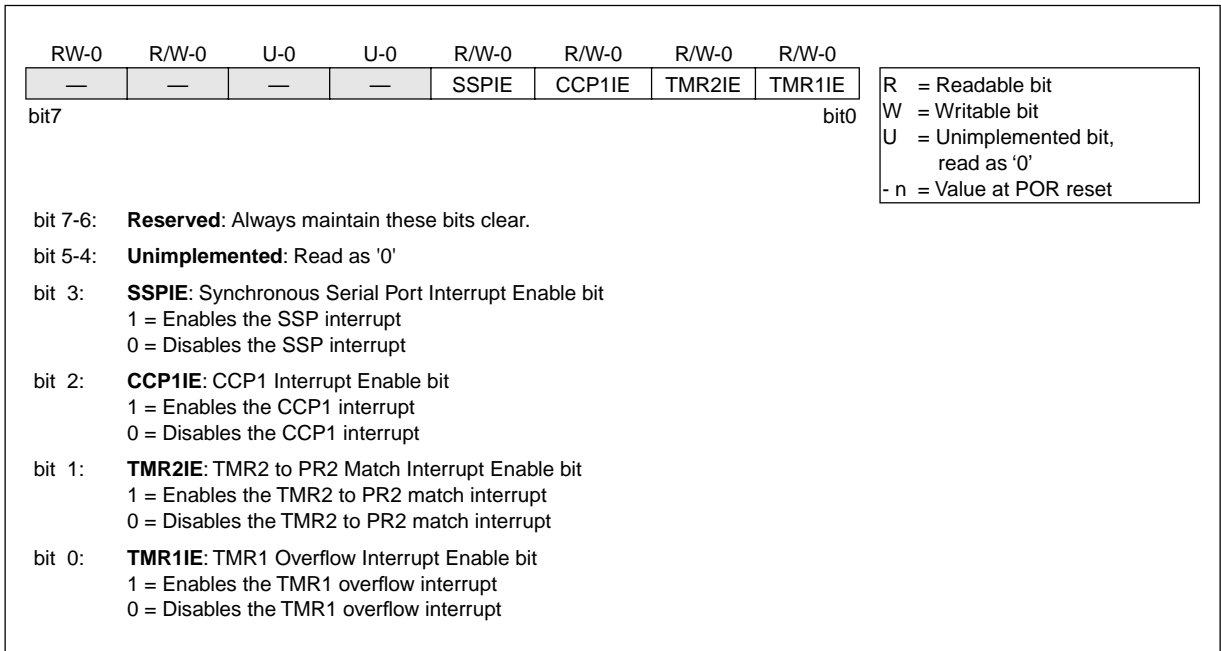 RW-0 R/W-0 U-0 U-0 R/W-0 R/W-0 R/W-0 R/W-0
— — — — SSPIE CCP1IE TMR2IE TMR1IE
bit7 bit0
R = Readable bit
W = Writable bit
U = Unimplemented bit,
read as ‘0’
- n = Value at POR reset
bit 7-6: Reserved: Always maintain these bits clear.
bit 5-4: Unimplemented: Read as '0'
bit 3: SSPIE: Synchronous Serial Port Interrupt Enable bit
1 = Enables the SSP interrupt
0 = Disables the SSP interrupt
bit 2: CCP1IE: CCP1 Interrupt Enable bit
1 = Enables the CCP1 interrupt
0 = Disables the CCP1 interrupt
bit 1: TMR2IE: TMR2 to PR2 Match Interrupt Enable bit
1 = Enables the TMR2 to PR2 match interrupt
0 = Disables the TMR2 to PR2 match interrupt
bit 0: TMR1IE: TMR1 Overflow Interrupt Enable bit
1 = Enables the TMR1 overflow interrupt
0 = Disables the TMR1 overflow interrupt